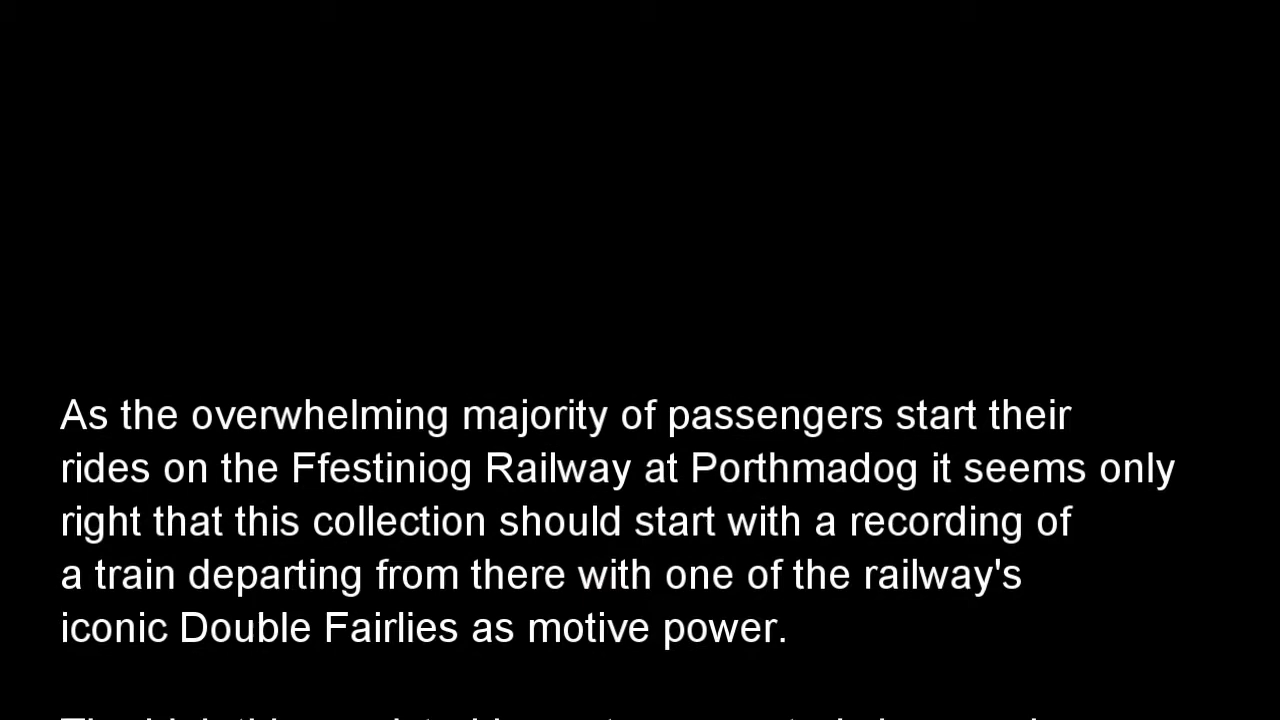 As the overwhelming majority of passengers start their
rides on the Ffestiniog Railway at Porthmadog it seems only
right that this collection should start with a recording of
a train departing from there with one of the railway's
iconic Double Fairlies as motive power.